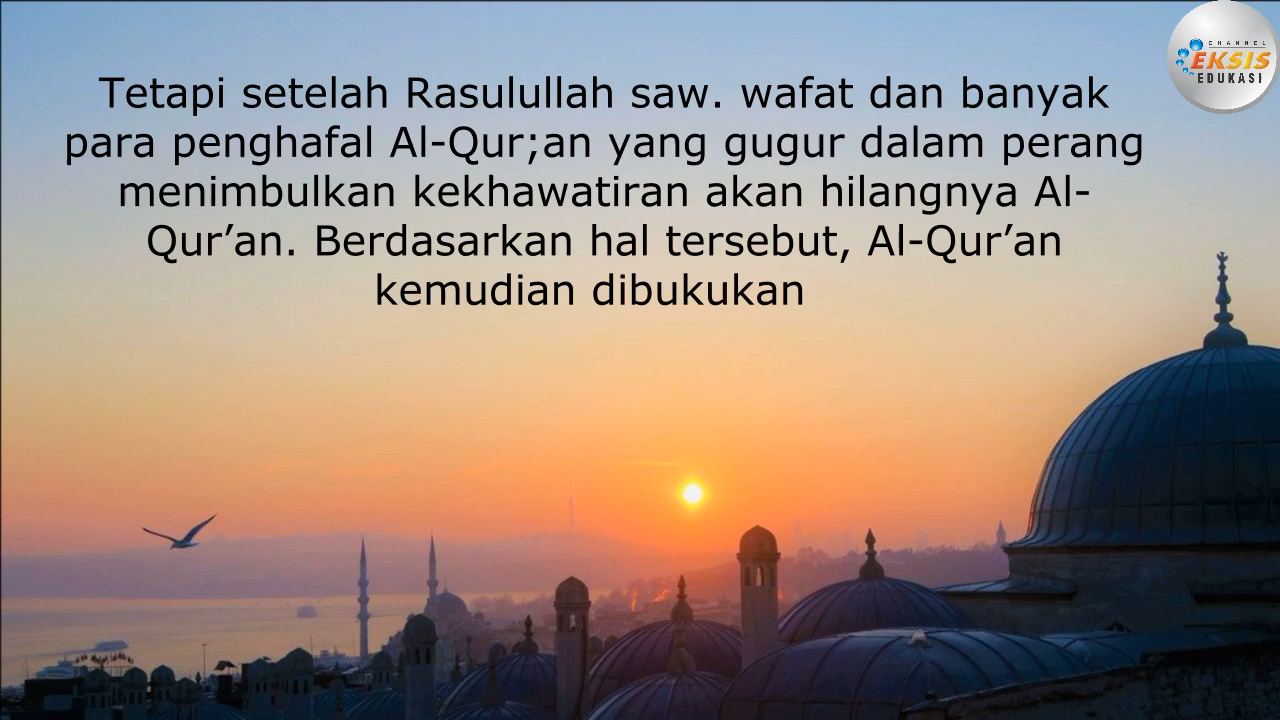 CHANNEL
EKSIS
EDUKASI
Tetapi setelah Rasulullah saw. wafat dan banyak
para penghafal Al-Qur;an yang gugur dalam perang
menimbulkan kekhawatiran akan hilangnya Al-
Qur’an. Berdasarkan hal tersebut, Al-Qur’an
kemudian dibukukan